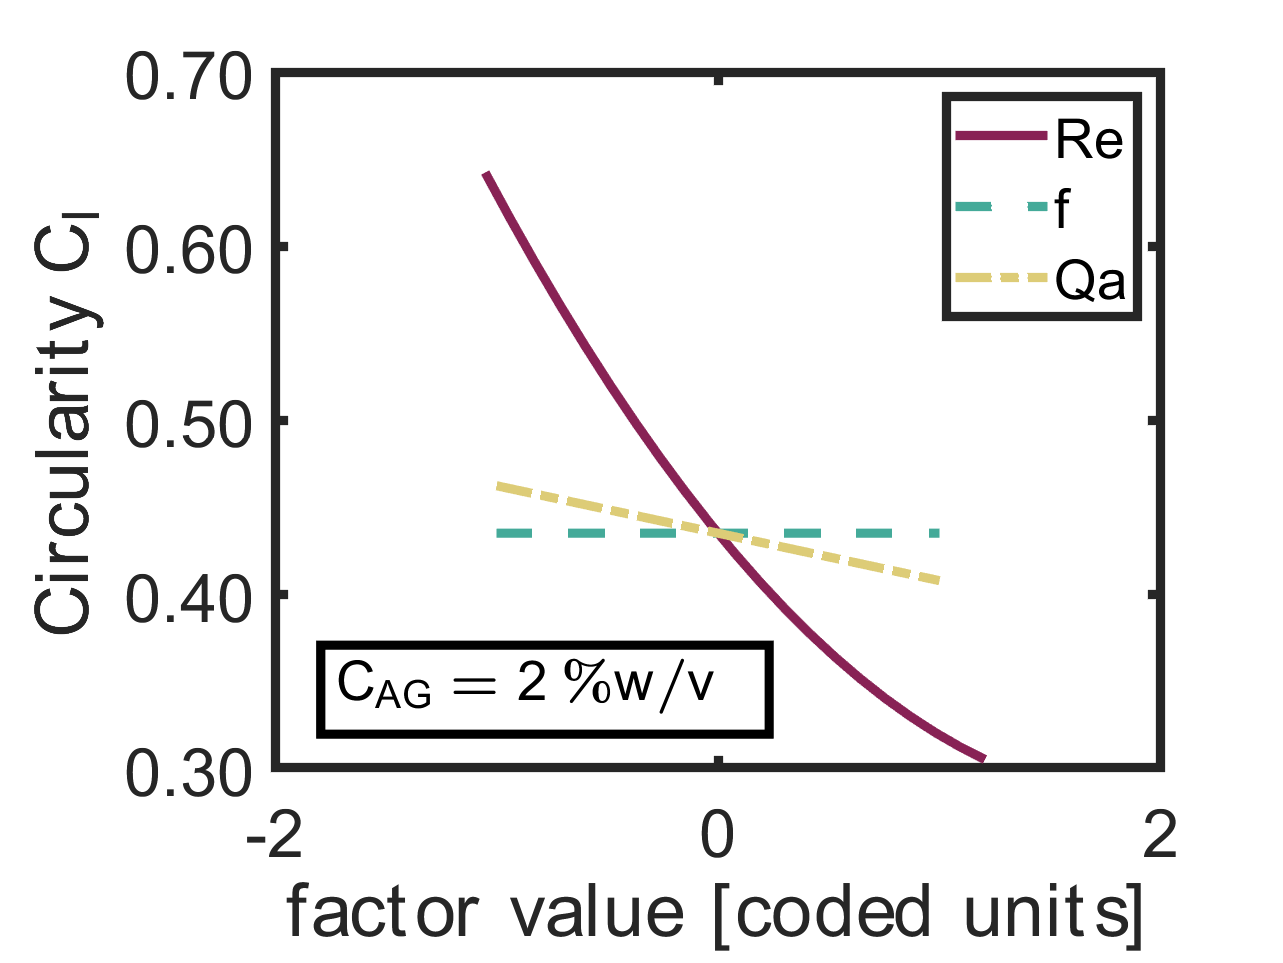 0.70
0.60
0.50
0.40
0.30
Circularity C_I
Re
f
Qa
C_AG = 2 %w/v
-2 0 2
factor value [coded units]